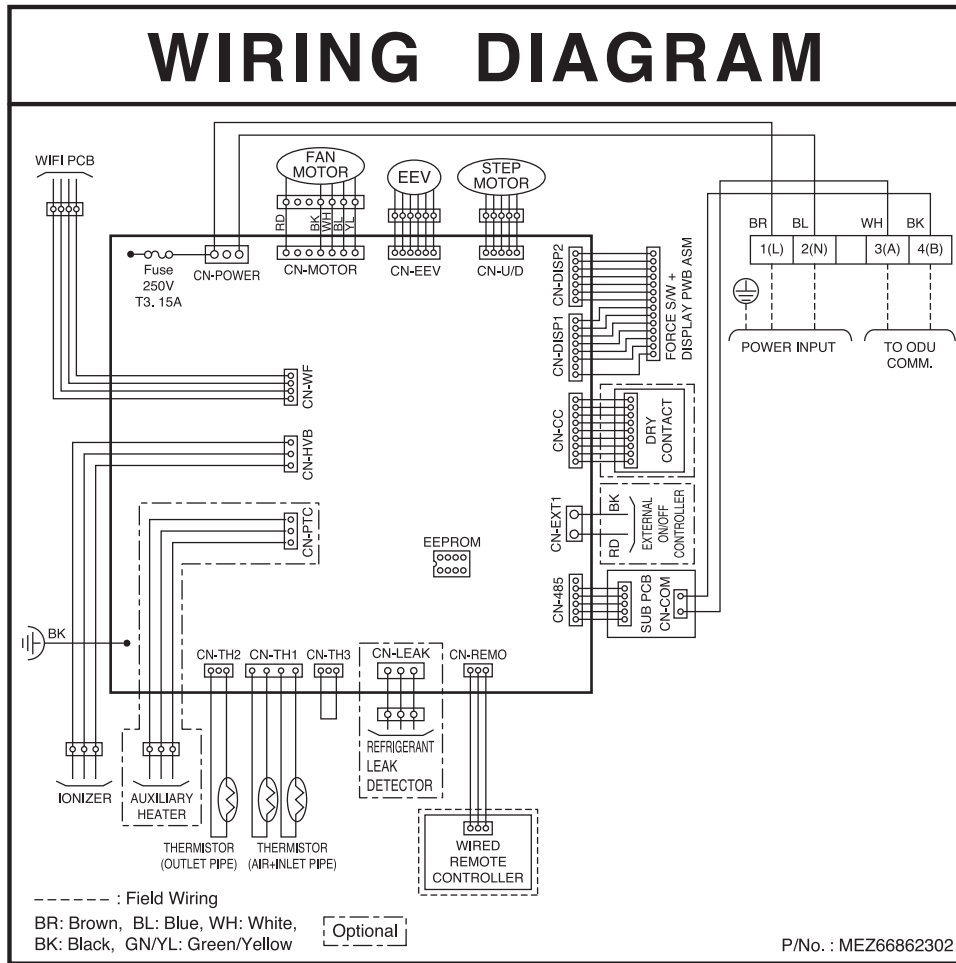 WIRING DIAGRAM
WIFI PCB
FAN
MOTOR
EEV
STEP
MOTOR
RD
BK
WH
BL
YL
BR
BL
WH
BK
1(L)
2(N)
3(A)
4(B)
Fuse
250V
T3. 15A
CN-POWER
CN-MOTOR
CN-EEV
CN-U/D
CN-DISP2
CN-DISP1
FORCE S/W +
DISPLAY PWB ASM
POWER INPUT
TO ODU
COMM.
CN-WF
CN-HVB
CN-PTC
CN-CC
DRY
CONTACT
CN-EXT1
BK
RD
EXTERNAL
ON/OFF
CONTROLLER
EEPROM
CN-485
SUB PCB
CN-COM
BK
CN-TH2
CN-TH1
CN-TH3
CN-LEAK
CN-REMO
REFRIGERANT
LEAK
DETECTOR
IONIZER
AUXILIARY
HEATER
THERMISTOR
(OUTLET PIPE)
THERMISTOR
(AIR+INLET PIPE)
WIRED
REMOTE
CONTROLLER
------ : Field Wiring
BR: Brown, BL: Blue, WH: White,
BK: Black, GN/YL: Green/Yellow
Optional
P/No. : MEZ66862302